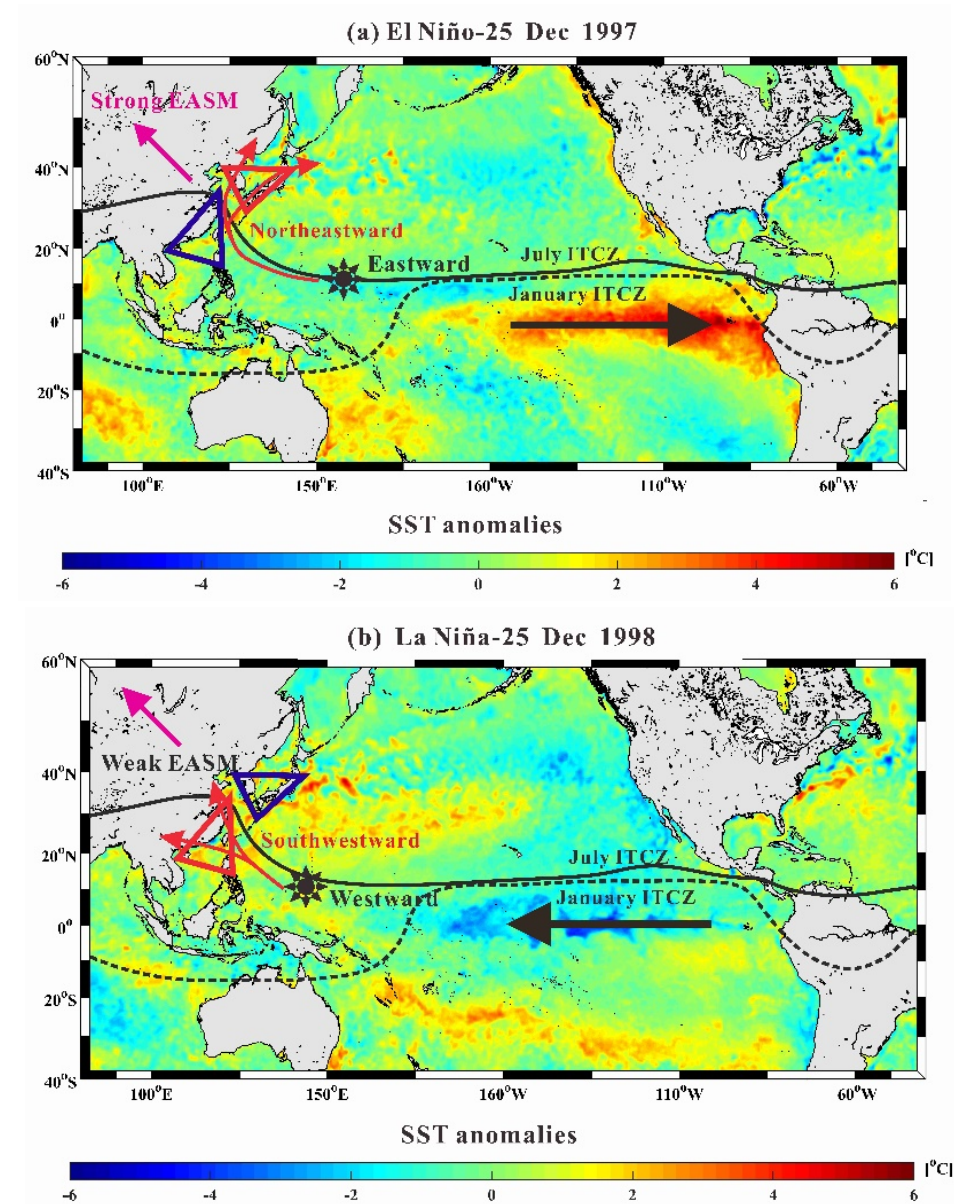 (a) El Niño-25 Dec 1997
60°N
Strong EASM
40°N
Northeastward
20°N
Eastward
July ITCZ
January ITCZ
0°
20°S
40°S
100°E 150°E 160°W 110°W 60°W
SST anomalies
[°C]
-6 -4 -2 0 2 4 6
(b) La Niña-25 Dec 1998
60°N
Weak EASM
40°N
Southwestward
20°N
July ITCZ
Westward
January ITCZ
0°
20°S
40°S
100°E 150°E 160°W 110°W 60°W
SST anomalies
[°C]
-6 -4 -2 0 2 4 6